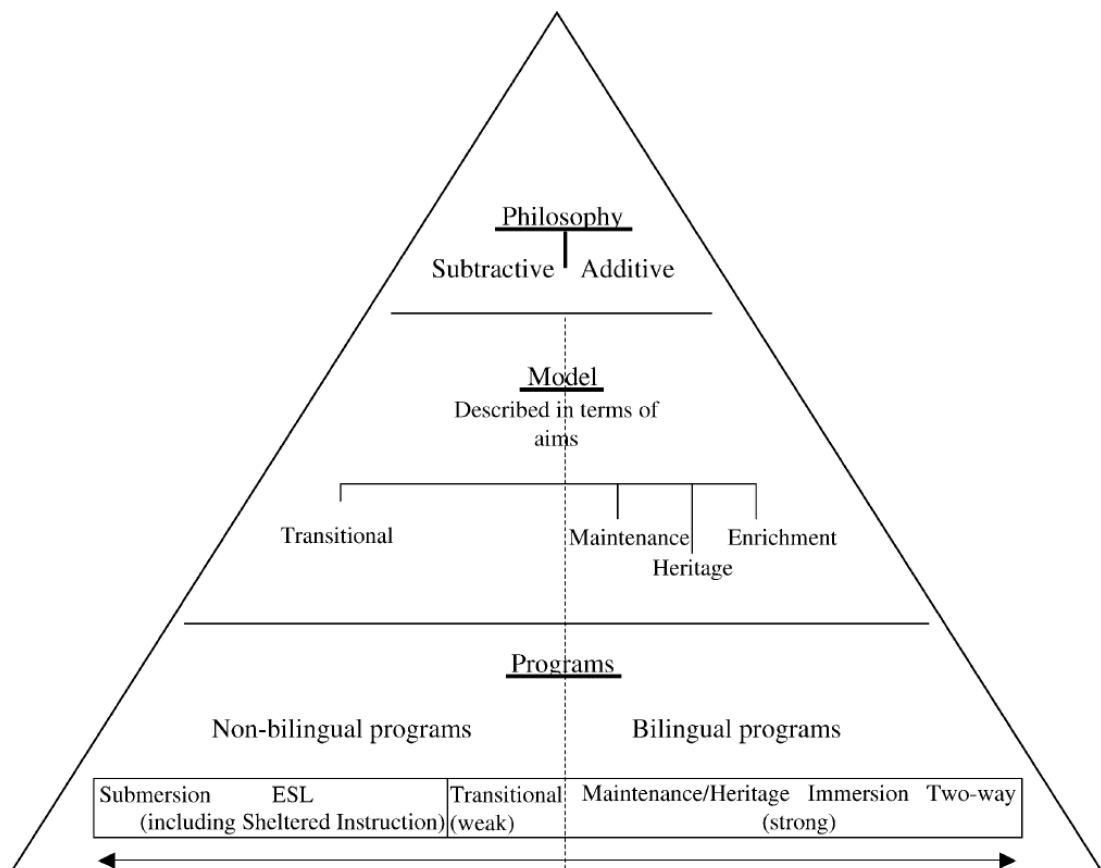 Philosophy
Subtractive Additive
Model
Described in terms of
aims
Transitional Maintenance Enrichment
Heritage
Programs
Non-bilingual programs Bilingual programs
Submersion ESL Transitional Maintenance/Heritage Immersion Two-way
(including Sheltered Instruction) (weak) (strong)